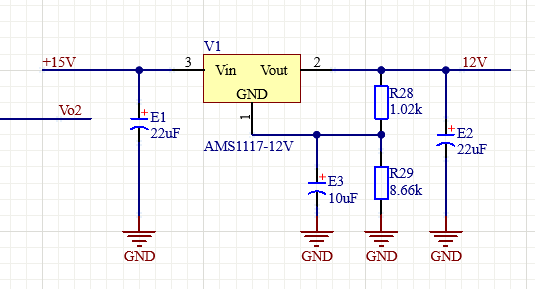 V1
+15V
3
Vin
Vout
2
12V
GND
1
R28
1.02k
Vo2
E1
22uF
AMS1117-12V
E2
22uF
E3
10uF
R29
8.66k
GND
GND
GND
GND